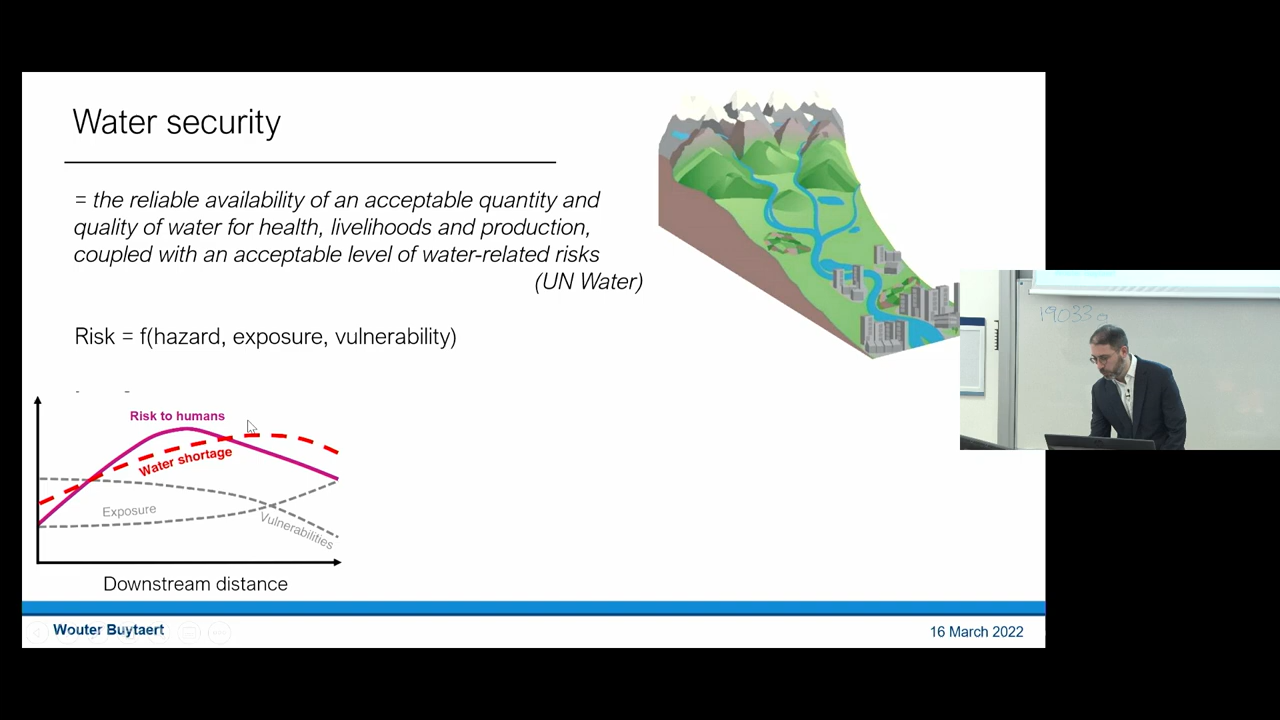 Water security
= the reliable availability of an acceptable quantity and
quality of water for health, livelihoods and production,
coupled with an acceptable level of water-related risks
(UN Water)
Risk = f(hazard, exposure, vulnerability)
Risk to humans
Water shortage
Exposure
Vulnerabilities
Downstream distance
Wouter Buytaert
16 March 2022